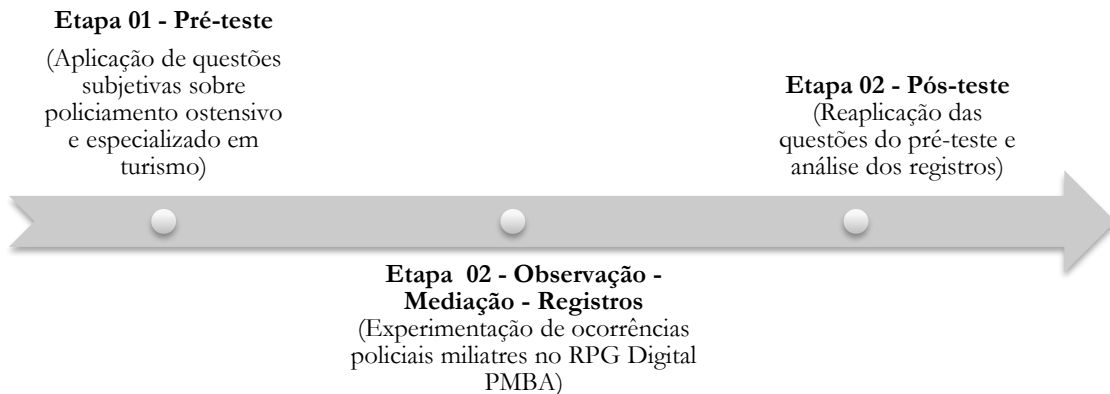 Etapa 01 - Pré-teste
(Aplicação de questões
subjetivas sobre
policiamento ostensivo
e especializado em
turismo)
Etapa  02 - Observação -
Mediação - Registros
(Experimentação de ocorrências
policiais miliatres no RPG Digital
PMBA)
Etapa 02 - Pós-teste
(Reaplicação das
questões do pré-teste e
análise dos registros)